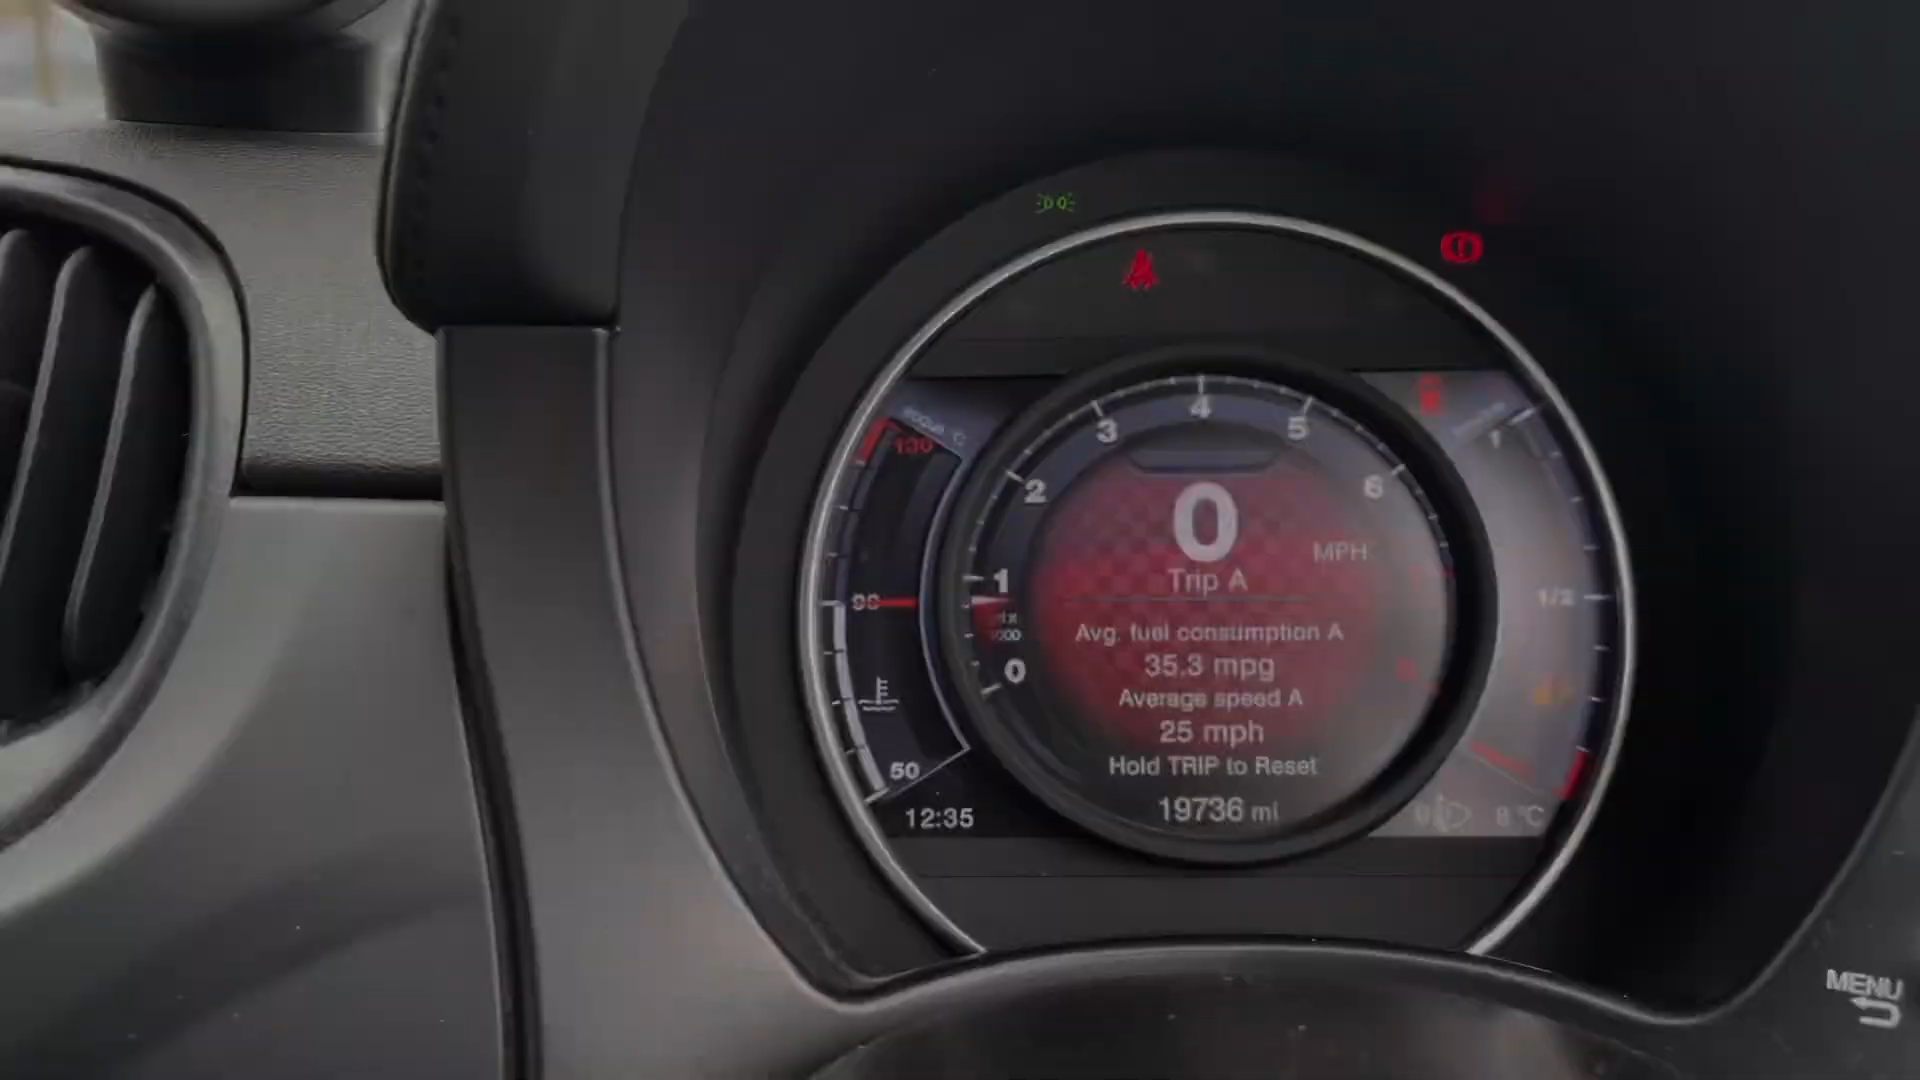 4
3
5
130
2
6
0
MPH
Trip A
1
90
1/2
Avg. fuel consumption A
0
35.3 mpg
Average speed A
25 mph
50
Hold TRIP to Reset
12:35
19736 mi
8 °C
MENU